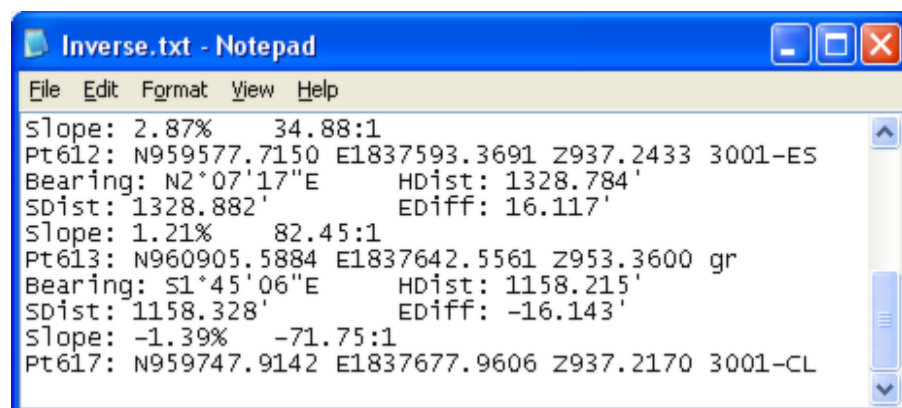 Inverse.txt - Notepad
File Edit Format View Help
Slope: 2.87% 34.88:1
Pt612: N959577.7150 E1837593.3691 Z937.2433 3001-ES
Bearing: N2°07'17"E HDist: 1328.784'
SDist: 1328.882' EDiff: 16.117'
Slope: 1.21% 82.45:1
Pt613: N960905.5884 E1837642.5561 Z953.3600 gr
Bearing: S1°45'06"E HDist: 1158.215'
SDist: 1158.328' EDiff: -16.143'
Slope: -1.39% -71.75:1
Pt617: N959747.9142 E1837677.9606 Z937.2170 3001-CL